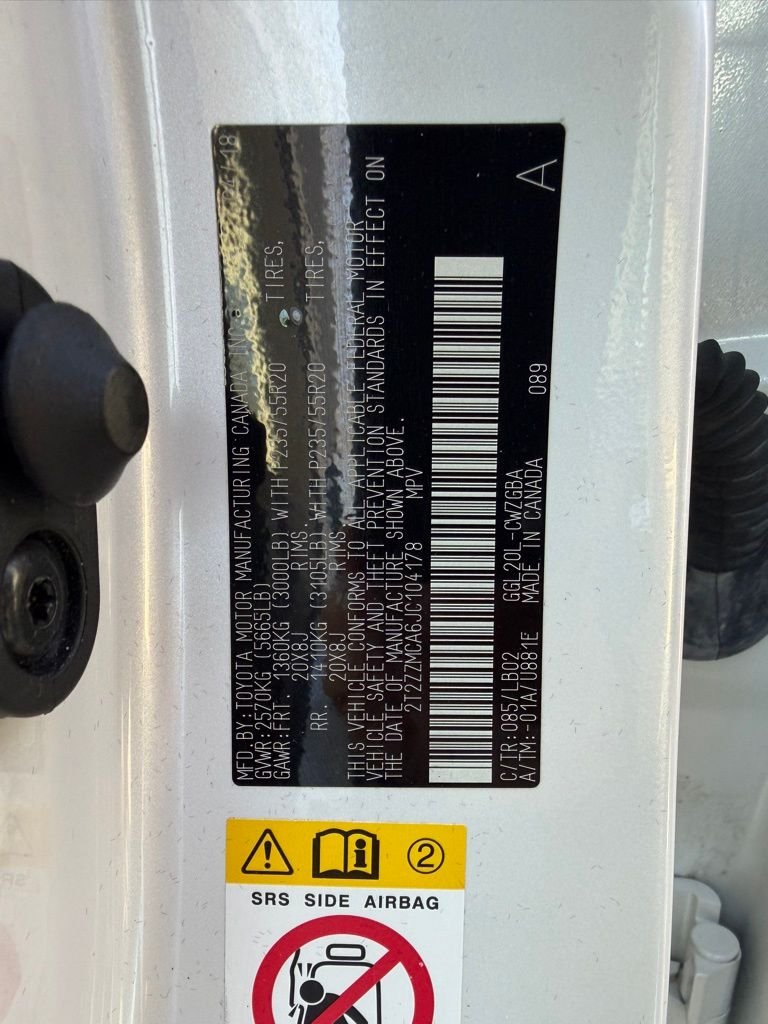 MFD.BY:TOYOTA MOTOR MANUFACTURING CANADA INC. 04/18
GVWR:2570KG (5665LB)
GAWR:FRT. 1360KG (3000LB) WITH P235/55R20 TIRES,
20X8J RIMS.
RR. 1410KG (3105LB) WITH P235/55R20 TIRES,
20X8J RIMS
THIS VEHICLE CONFORMS TO ALL APPLICABLE FEDERAL MOTOR
VEHICLE SAFETY AND THEFT PREVENTION STANDARDS IN EFFECT ON
THE DATE OF MANUFACTURE SHOWN ABOVE.
2T2ZZMCA6JC104178 MPV
C/TR:085/LB02 GGL20L-CWZGBA 089
A/TM:-01A/U881E MADE IN CANADA
A
2
SRS SIDE AIRBAG